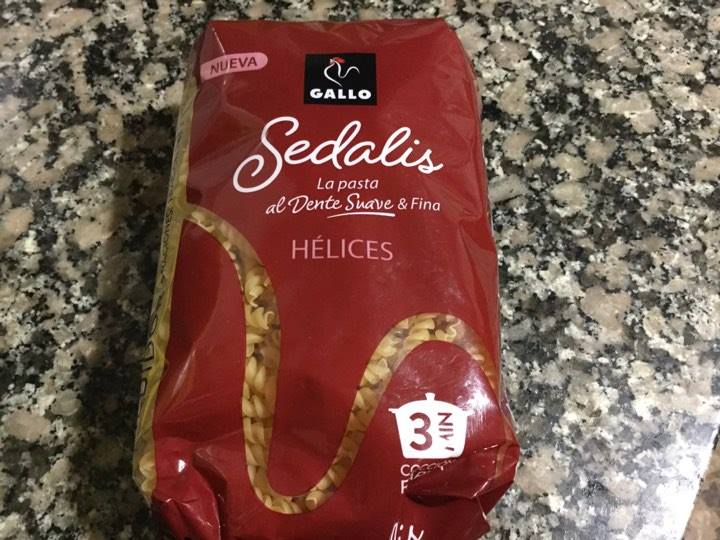 NUEVA
GALLO
Sedalis
La pasta
al Dente Suave & Fina
HÉLICES
3 MIN